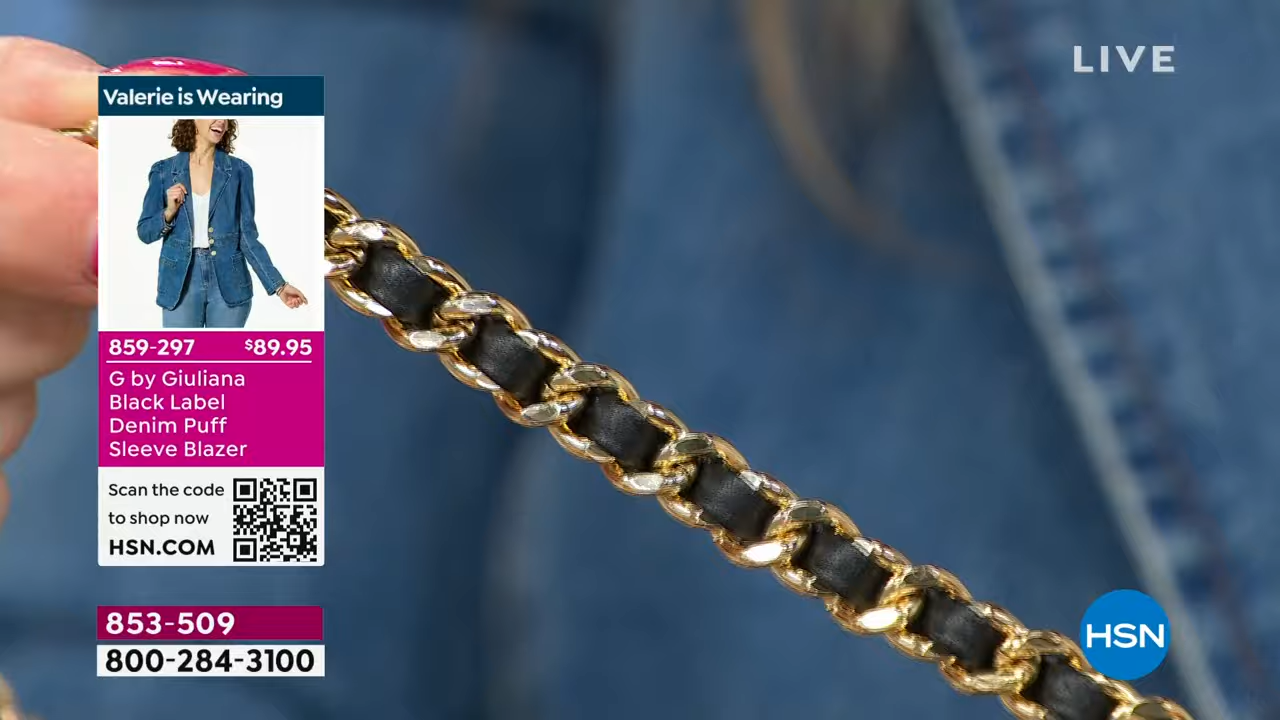 LIVE
Valerie is Wearing
859-297 $89.95
G by Giuliana
Black Label
Denim Puff
Sleeve Blazer
Scan the code
to shop now
HSN.COM
853-509
800-284-3100
HSN